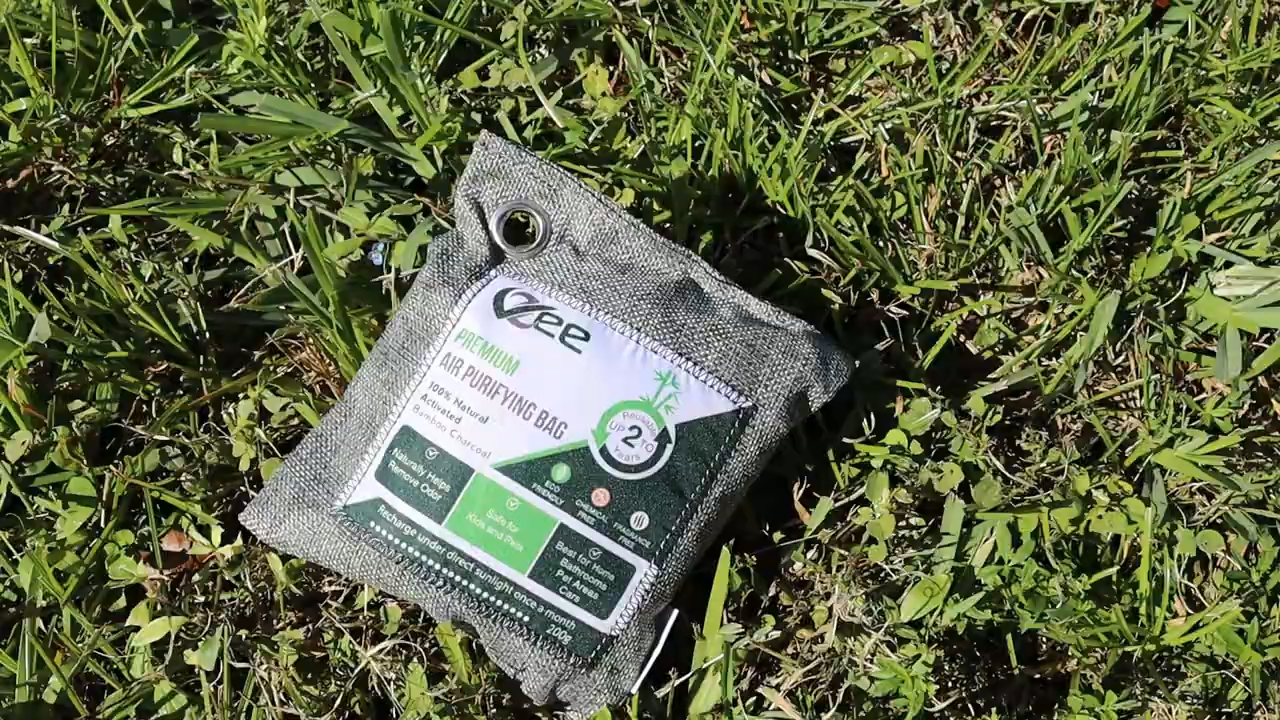 Vzee
PREMIUM
AIR PURIFYING BAG
100% Natural
Activated
Bamboo Charcoal
Reusable
UP 2 TO
Years
ECO
FRIENDLY
CHEMICAL
FREE
FRAGRANCE
FREE
Naturally Helps
Remove Odor
Safe for
Kids and Pets
Best for Home
Bathrooms
Pet Areas
Cars
Recharge under direct sunlight once a month
200g